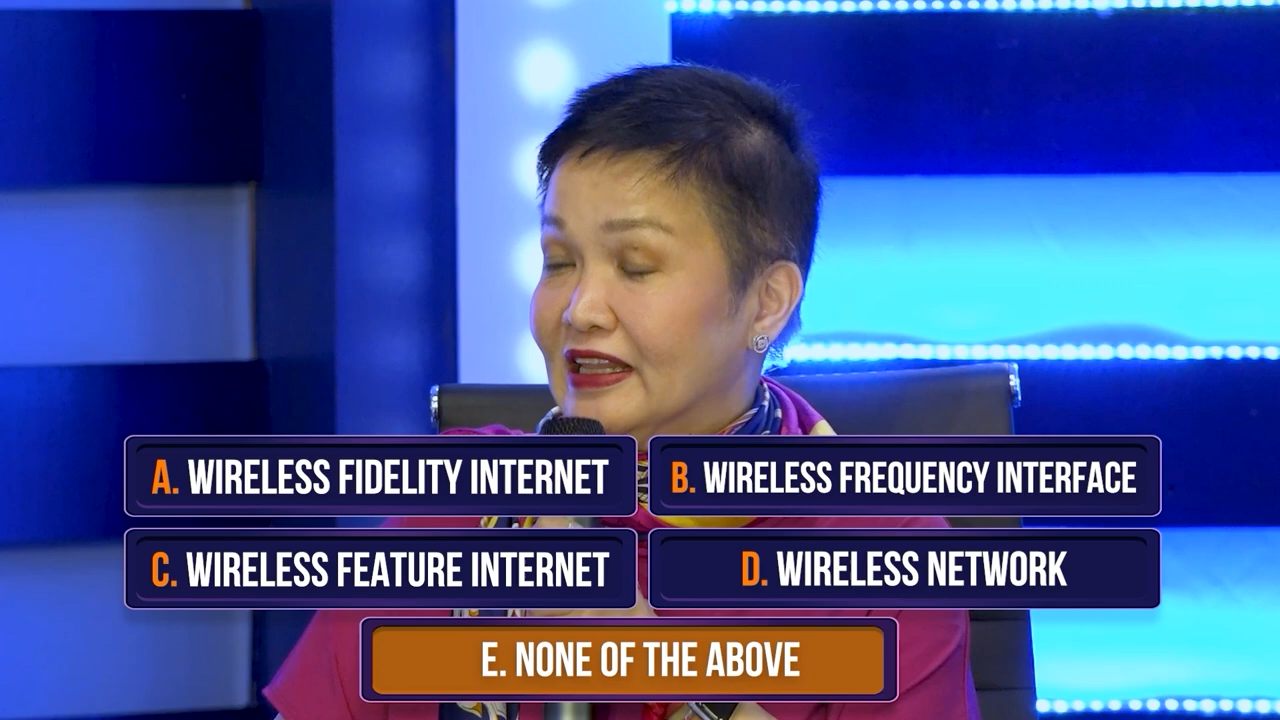 A. WIRELESS FIDELITY INTERNET
B. WIRELESS FREQUENCY INTERFACE
C. WIRELESS FEATURE INTERNET
D. WIRELESS NETWORK
E. NONE OF THE ABOVE